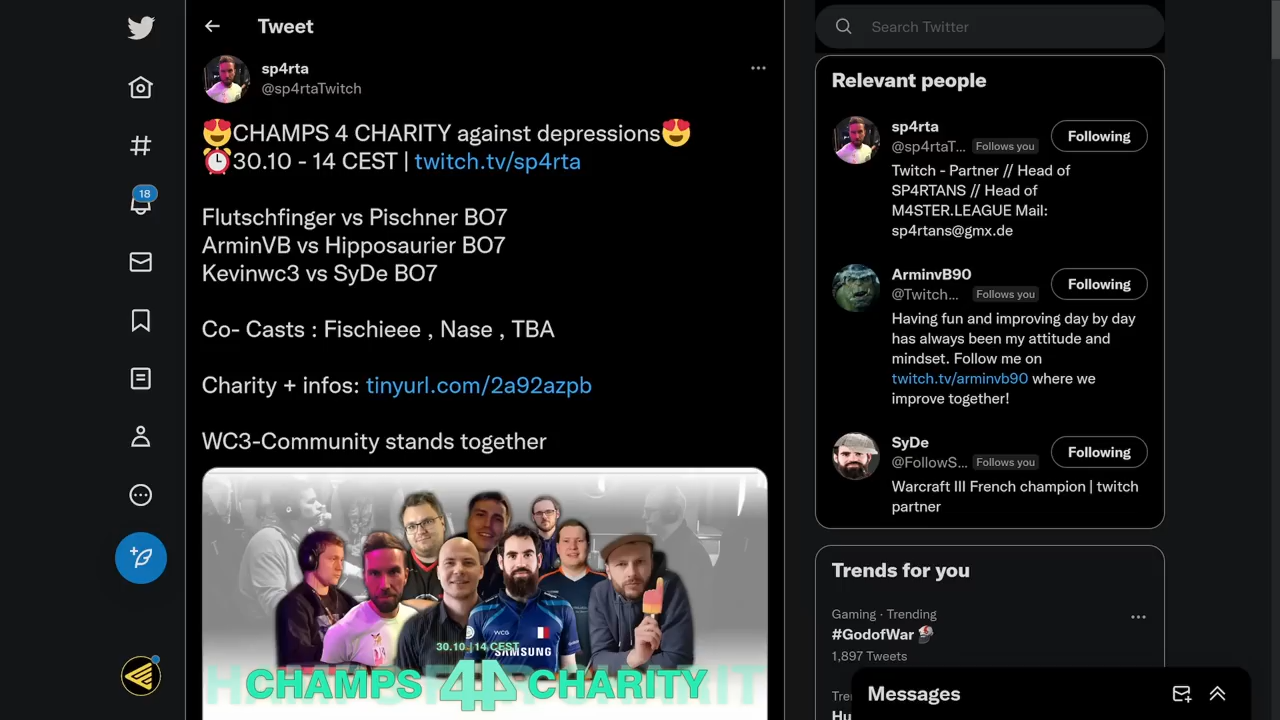 Tweet
sp4rta
@sp4rtaTwitch
😍CHAMPS 4 CHARITY against depressions😍
⏰30.10 - 14 CEST | twitch.tv/sp4rta
Flutschfinger vs Pischner BO7
ArminVB vs Hipposaurier BO7
Kevinwc3 vs SyDe BO7
Co- Casts : Fischieee , Nase , TBA
Charity + infos: tinyurl.com/2a92azpb
WC3-Community stands together
WCG
SAMSUNG
30.10 | 14 CEST
CHAMPS 44 CHARITY
18
Search Twitter
Relevant people
sp4rta
@sp4rtaT... Follows you
Following
Twitch - Partner // Head of
SP4RTANS // Head of
M4STER.LEAGUE Mail:
sp4rtans@gmx.de
ArminvB90
@Twitch... Follows you
Following
Having fun and improving day by day
has always been my attitude and
mindset. Follow me on
twitch.tv/arminvb90 where we
improve together!
SyDe
@FollowS... Follows you
Following
Warcraft III French champion | twitch
partner
Trends for you
Gaming · Trending
#GodofWar
1,897 Tweets
Messages